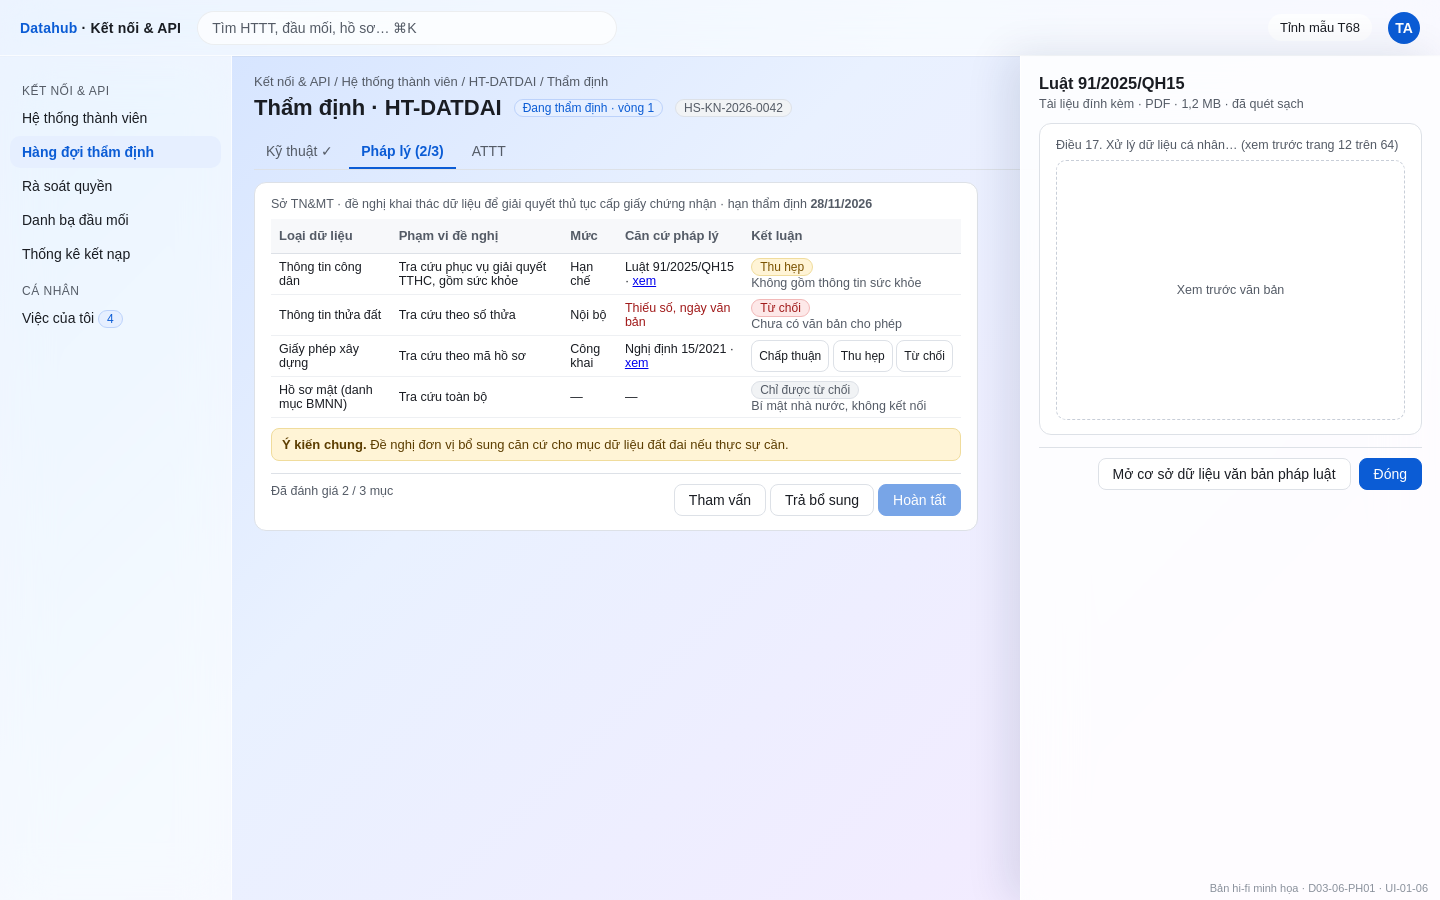 Datahub · Kết nối & API
Tìm HTTT, đầu mối, hồ sơ… ⌘K
Tỉnh mẫu T68
TA
KẾT NỐI & API
Hệ thống thành viên
Hàng đợi thẩm định
Rà soát quyền
Danh bạ đầu mối
Thống kê kết nạp
CÁ NHÂN
Việc của tôi 4
Kết nối & API / Hệ thống thành viên / HT-DATDAI / Thẩm định
Thẩm định · HT-DATDAI Đang thẩm định · vòng 1 HS-KN-2026-0042
Kỹ thuật ✓ Pháp lý (2/3) ATTT
Sở TN&MT · đề nghị khai thác dữ liệu để giải quyết thủ tục cấp giấy chứng nhận · hạn thẩm định 28/11/2026
Loại dữ liệu Phạm vi đề nghị Mức Căn cứ pháp lý Kết luận
Thông tin công
dân
Tra cứu phục vụ giải quyết
TTHC, gồm sức khỏe
Hạn
chế
Luật 91/2025/QH15
· xem
Thu hẹp
Không gồm thông tin sức khỏe
Thông tin thửa đất
Tra cứu theo số thửa
Nội bộ
Thiếu số, ngày văn
bản
Từ chối
Chưa có văn bản cho phép
Giấy phép xây
dựng
Tra cứu theo mã hồ sơ
Công
khai
Nghị định 15/2021 ·
xem
Chấp thuận Thu hẹp Từ chối
Hồ sơ mật (danh
mục BMNN)
Tra cứu toàn bộ
—
—
Chỉ được từ chối
Bí mật nhà nước, không kết nối
Ý kiến chung. Đề nghị đơn vị bổ sung căn cứ cho mục dữ liệu đất đai nếu thực sự cần.
Đã đánh giá 2 / 3 mục
Tham vấn Trả bổ sung Hoàn tất
Luật 91/2025/QH15
Tài liệu đính kèm · PDF · 1,2 MB · đã quét sạch
Điều 17. Xử lý dữ liệu cá nhân… (xem trước trang 12 trên 64)
Xem trước văn bản
Mở cơ sở dữ liệu văn bản pháp luật Đóng
Bản hi-fi minh họa · D03-06-PH01 · UI-01-06